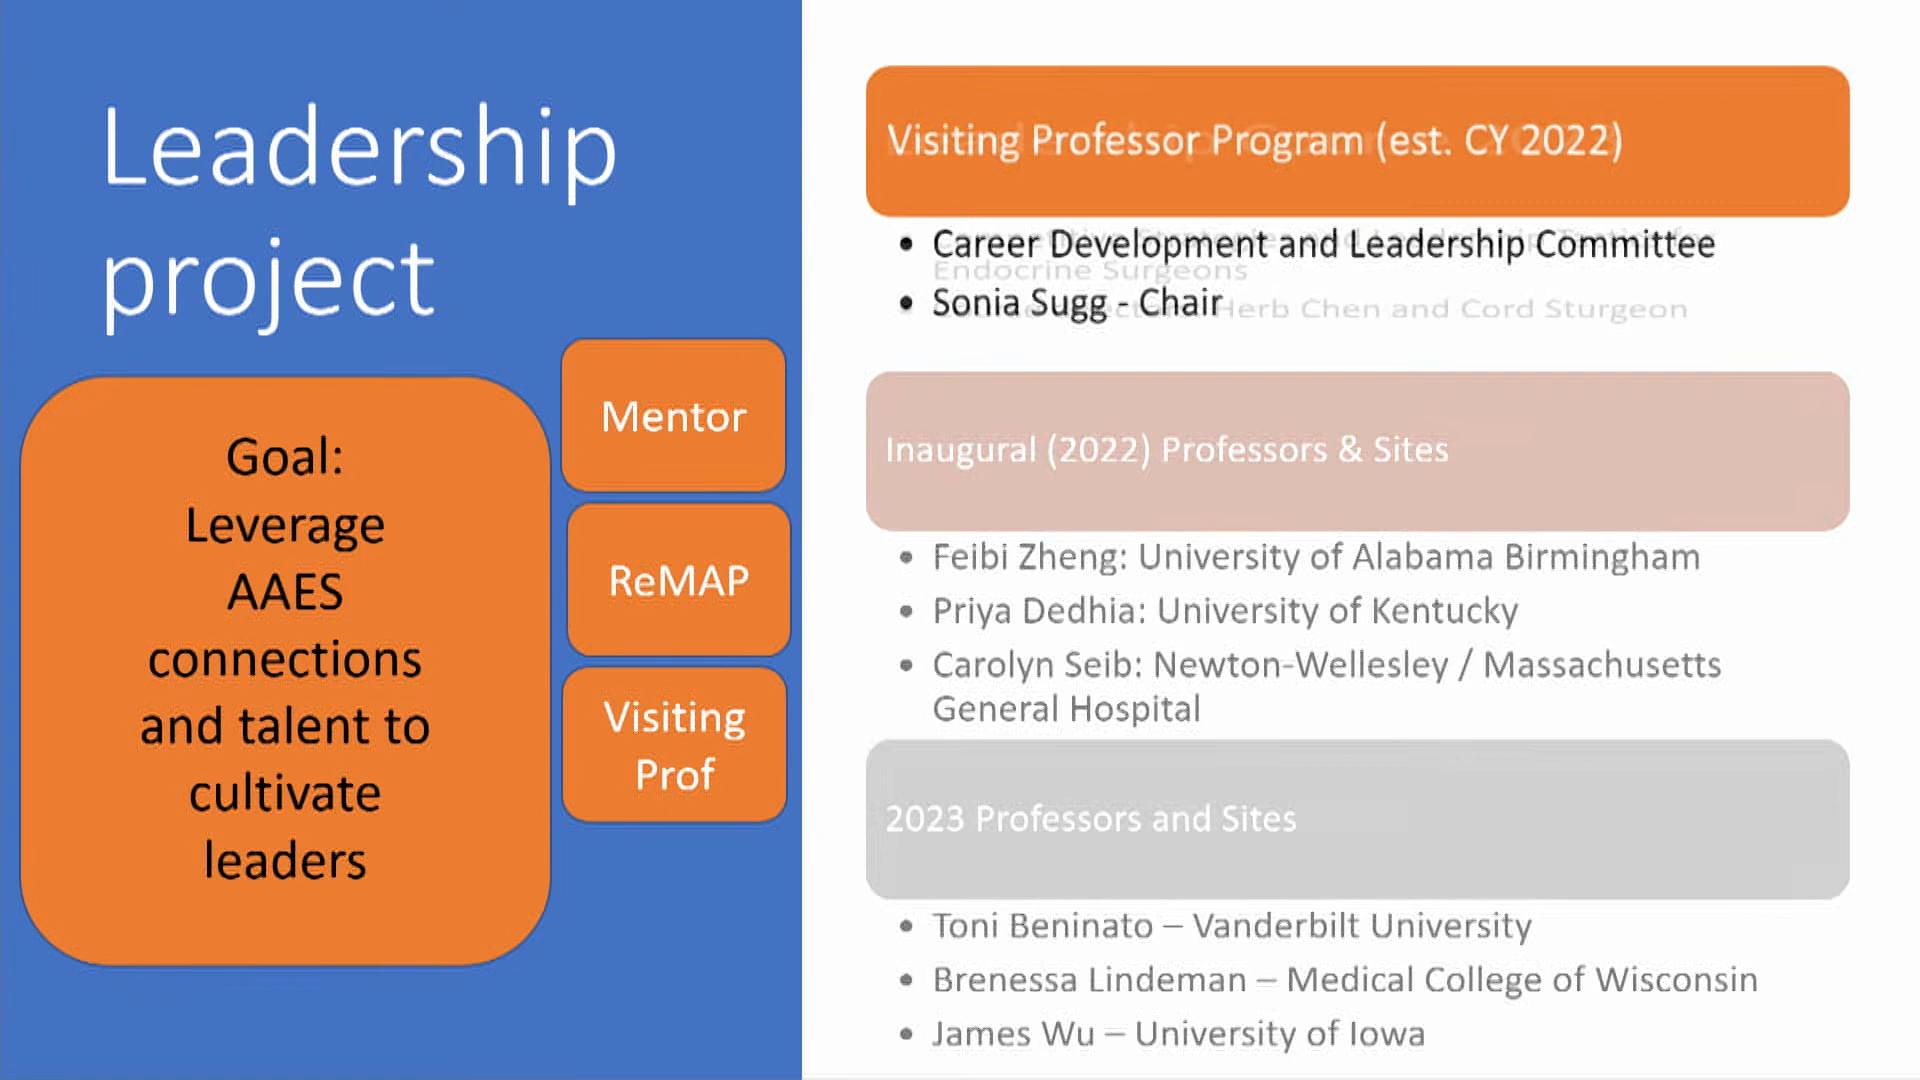 Leadership
project
Goal:
Leverage
AAES
connections
and talent to
cultivate
leaders
Mentor
ReMAP
Visiting
Prof
Visiting Professor Program (est. CY 2022)
• Career Development and Leadership Committee
Endocrine Surgeons
• Sonia Sugg - Chair
Herb Chen and Cord Sturgeon
Inaugural (2022) Professors & Sites
• Feibi Zheng: University of Alabama Birmingham
• Priya Dedhia: University of Kentucky
• Carolyn Seib: Newton-Wellesley / Massachusetts
General Hospital
2023 Professors and Sites
• Toni Beninato – Vanderbilt University
• Brenessa Lindeman – Medical College of Wisconsin
• James Wu – University of Iowa